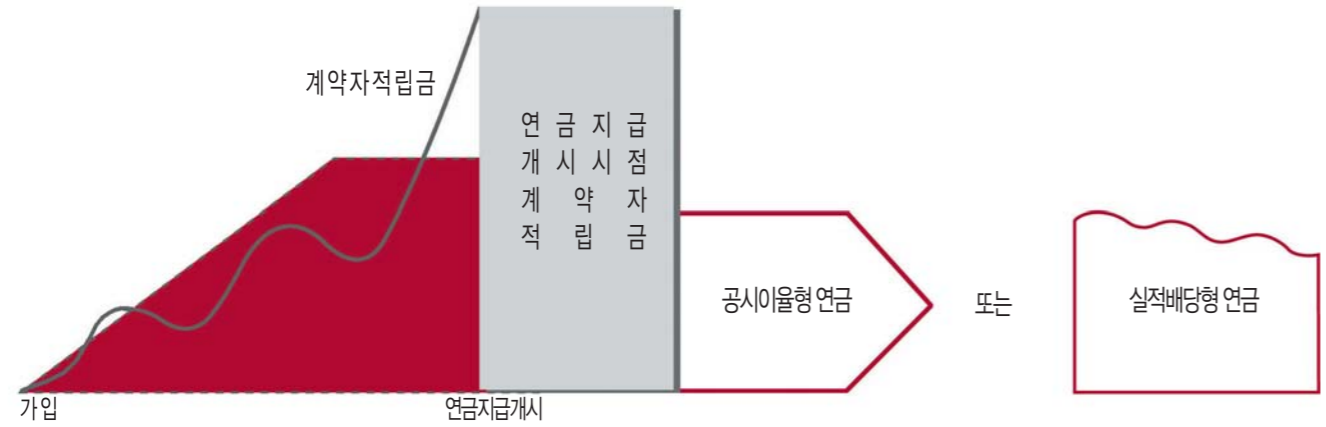 계약자적립금
연 금 지 급
개 시 시 점
계 약 자
적 립 금
공시이율형 연금
또는
실적배당형 연금
가입
연금지급개시